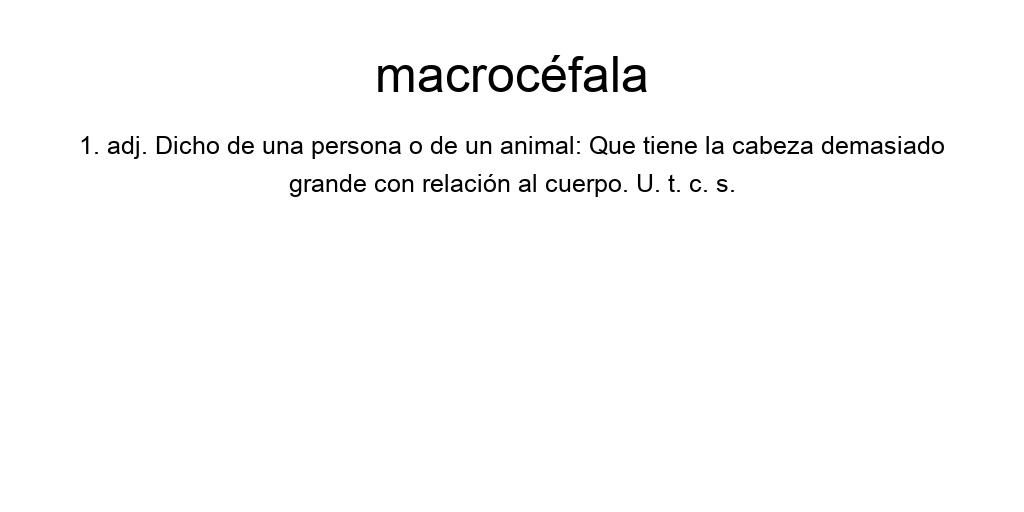 macrocéfala
1. adj. Dicho de una persona o de un animal: Que tiene la cabeza demasiado
grande con relación al cuerpo. U. t. c. s.